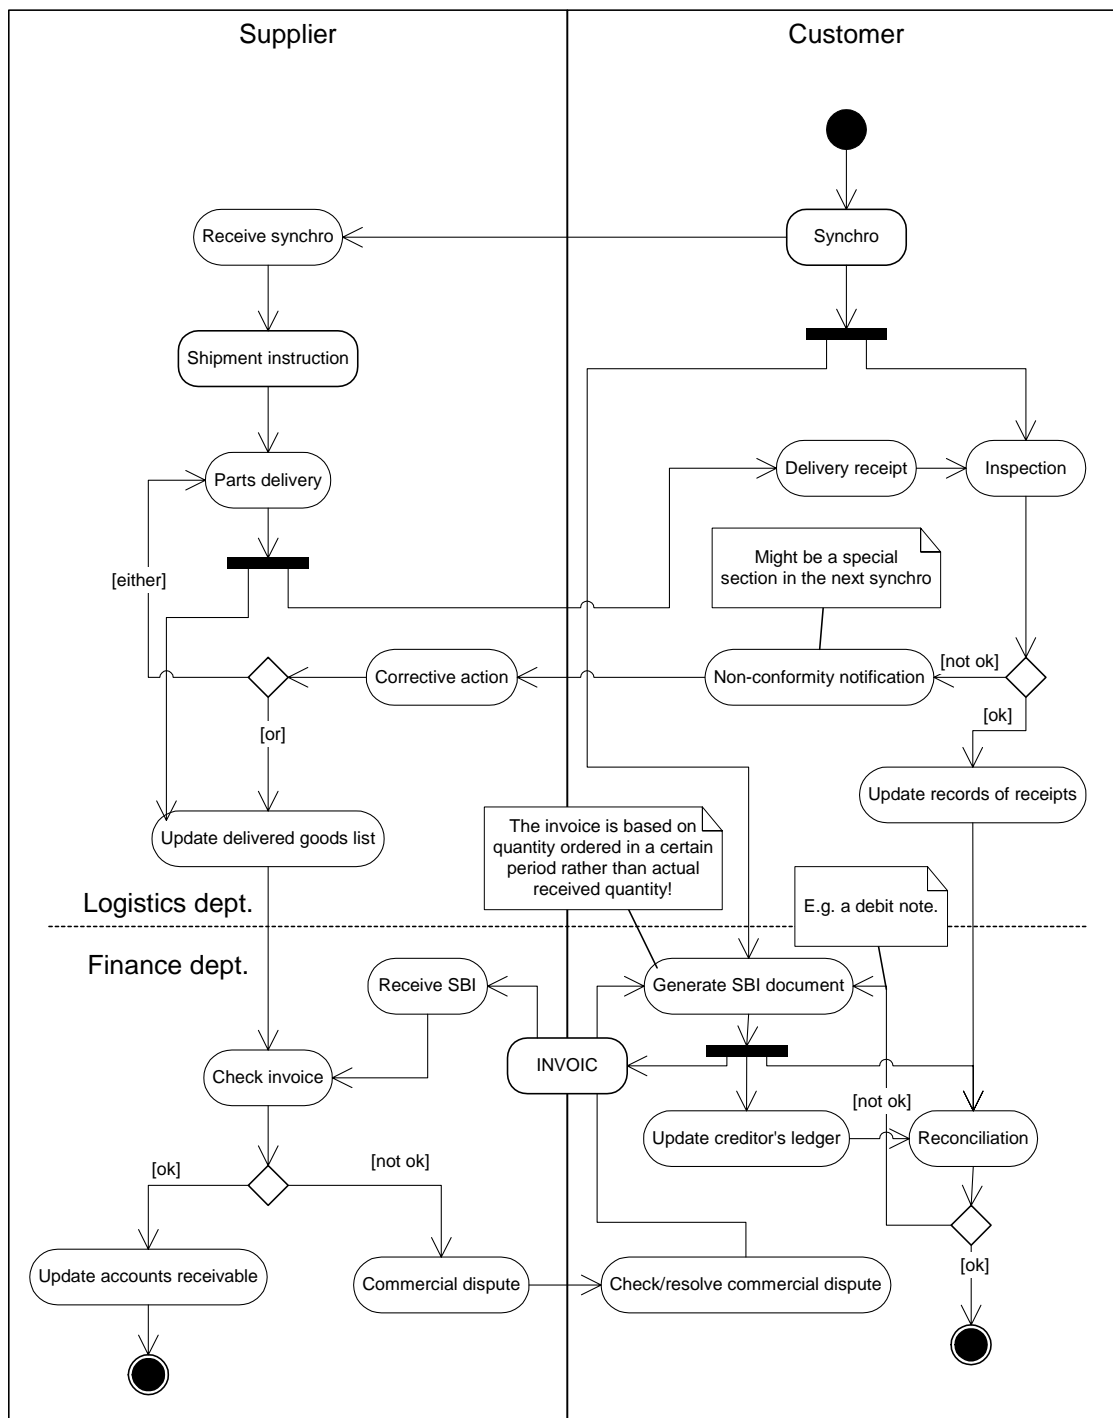 Supplier
Customer
Receive synchro
Synchro
Shipment instruction
Parts delivery
Delivery receipt
Inspection
[either]
Might be a special
section in the next synchro
Corrective action
Non-conformity notification
[not ok]
[ok]
[or]
Update records of receipts
Update delivered goods list
The invoice is based on
quantity ordered in a certain
period rather than actual
received quantity!
E.g. a debit note.
Logistics dept.
Finance dept.
Receive SBI
Generate SBI document
Check invoice
INVOIC
[not ok]
Update creditor's ledger
Reconciliation
[ok]
[not ok]
Update accounts receivable
Commercial dispute
Check/resolve commercial dispute
[ok]